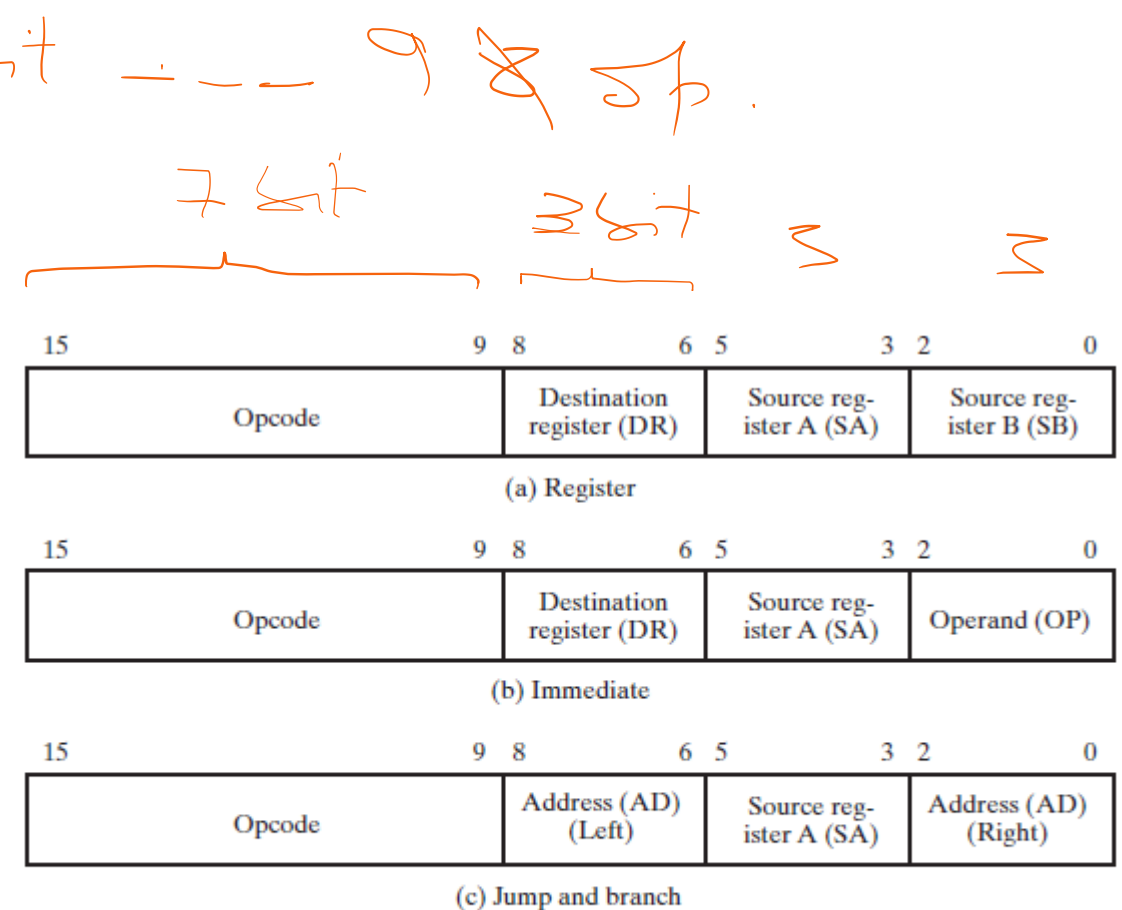 9 8 sp.
7 bit 3 bit 3 3
15 9 8 6 5 3 2 0
Opcode
Destination
register (DR)
Source reg-
ister A (SA)
Source reg-
ister B (SB)
(a) Register
15 9 8 6 5 3 2 0
Opcode
Destination
register (DR)
Source reg-
ister A (SA)
Operand (OP)
(b) Immediate
15 9 8 6 5 3 2 0
Opcode
Address (AD)
(Left)
Source reg-
ister A (SA)
Address (AD)
(Right)
(c) Jump and branch